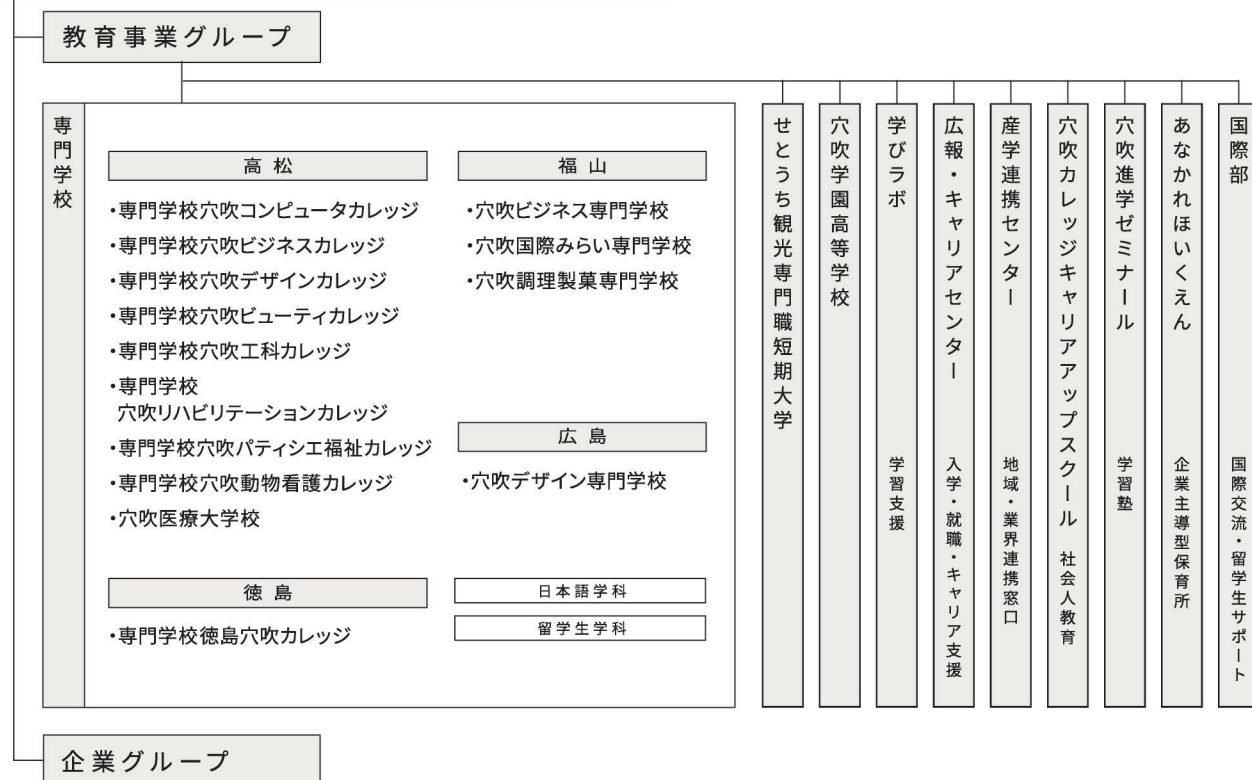 教育事業グループ
専門学校
高松
・専門学校穴吹コンピュータカレッジ
・専門学校穴吹ビジネスカレッジ
・専門学校穴吹デザインカレッジ
・専門学校穴吹ビューティカレッジ
・専門学校穴吹工科カレッジ
・専門学校
穴吹リハビリテーションカレッジ
・専門学校穴吹パティシエ福祉カレッジ
・専門学校穴吹動物看護カレッジ
・穴吹医療大学校
徳島
・専門学校徳島穴吹カレッジ
福山
・穴吹ビジネス専門学校
・穴吹国際みらい専門学校
・穴吹調理製菓専門学校
広島
・穴吹デザイン専門学校
日本語学科
留学生学科
せとうち観光専門職短期大学
穴吹学園高等学校
学びラボ
学習支援
広報・キャリアセンター
入学・就職・キャリア支援
産学連携センター
地域・業界連携窓口
穴吹カレッジキャリアアップスクール
社会人教育
穴吹進学ゼミナール
学習塾
あなかれほいくえん
企業主導型保育所
国際部
国際交流・留学生サポート
企業グループ